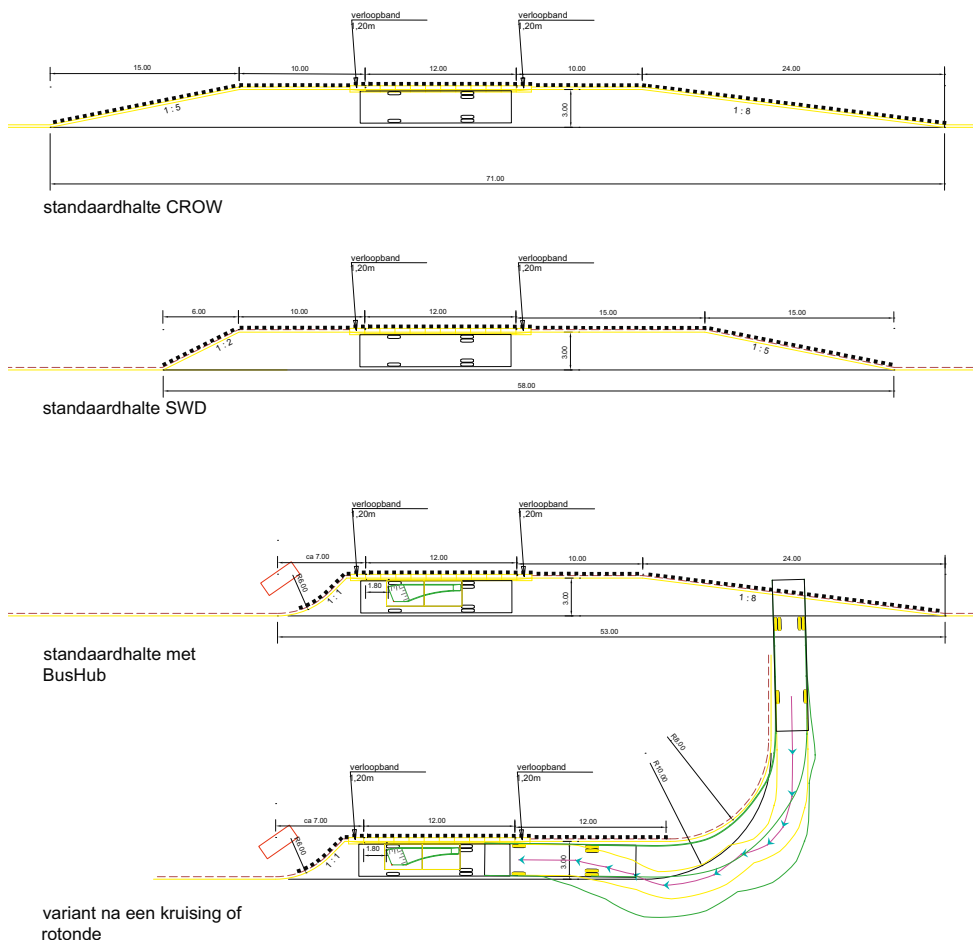 verloopband verloopband
1,20m 1,20m
15.00 10.00 12.00 10.00 24.00
1 : 5 3.00 1 : 8
71.00
standaardhalte CROW
verloopband verloopband
1,20m 1,20m
6.00 10.00 12.00 15.00 15.00
1 : 2 3.00 1 : 5
58.00
standaardhalte SWD
verloopband verloopband
1,20m 1,20m
ca 7.00 12.00 10.00 24.00
R6.00 1 : 1 1.80 3.00 1 : 8
53.00
standaardhalte met
BusHub
R8.00
R10.00
verloopband verloopband
1,20m 1,20m
ca 7.00 12.00 12.00
R6.00 1 : 1 1.80 3.00
variant na een kruising of
rotonde